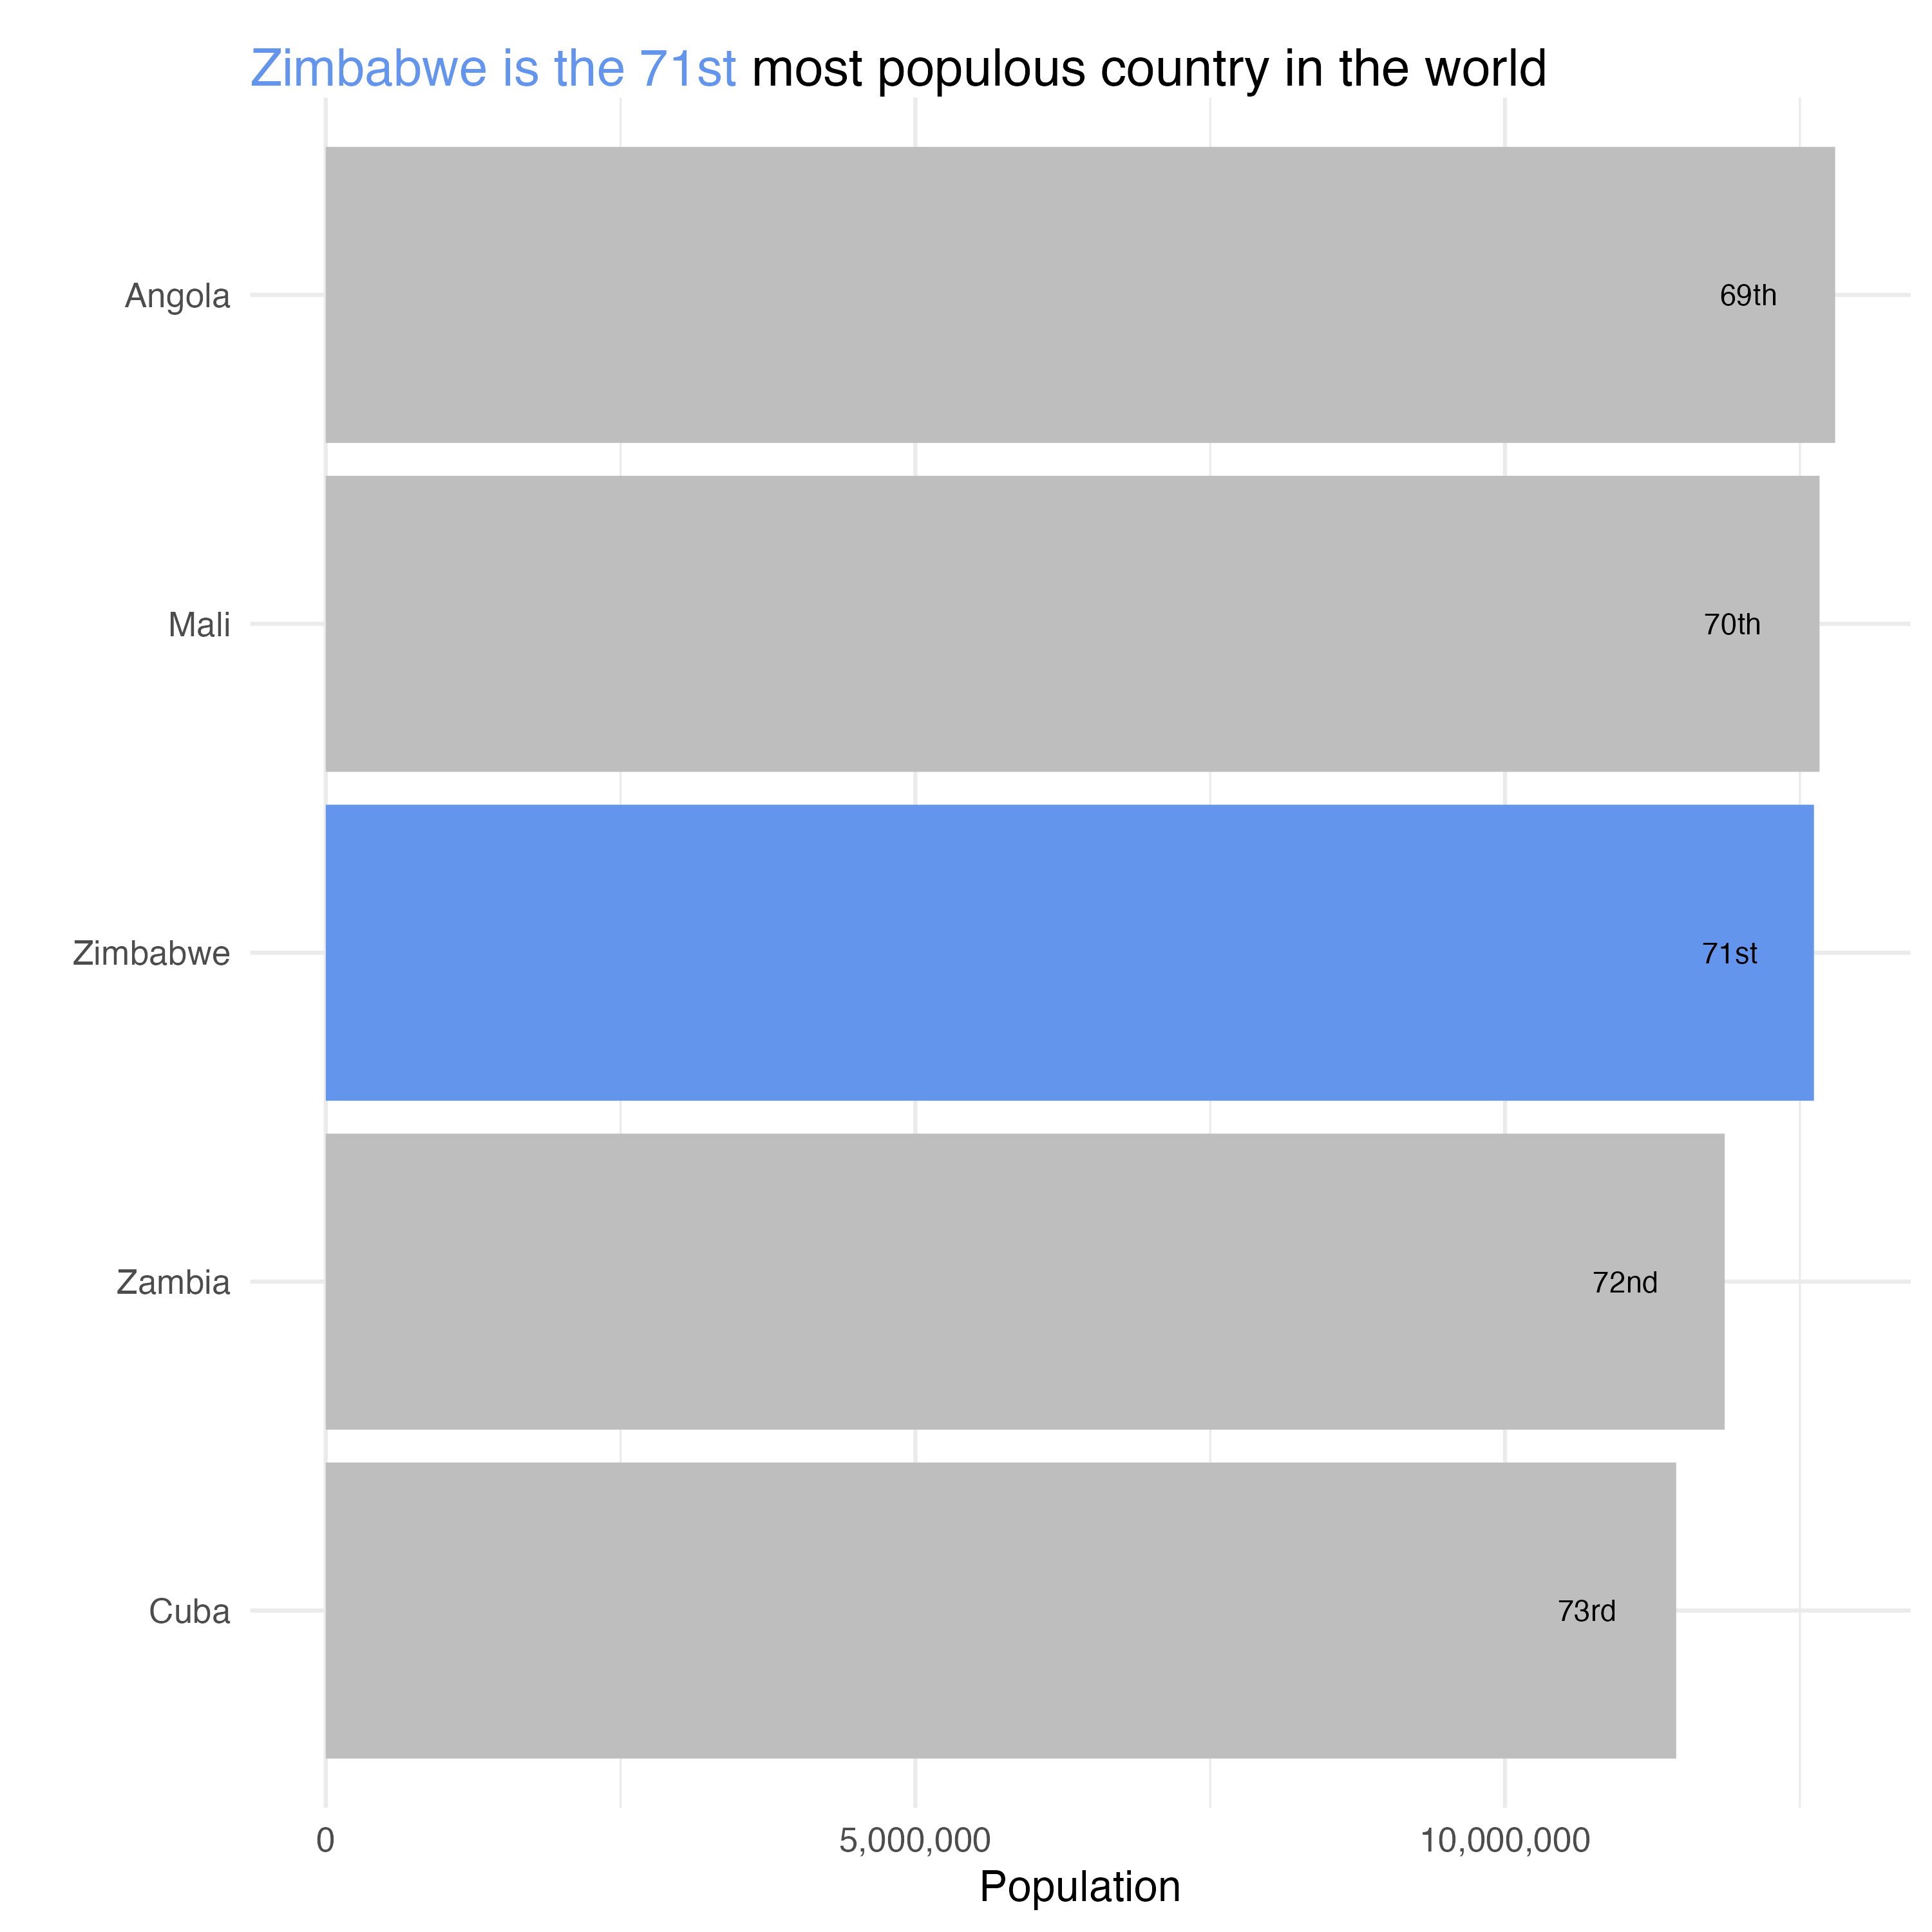 Zimbabwe is the 71st most populous country in the world
Angola
69th
Mali
70th
Zimbabwe
71st
Zambia
72nd
Cuba
73rd
0
5,000,000
10,000,000
Population